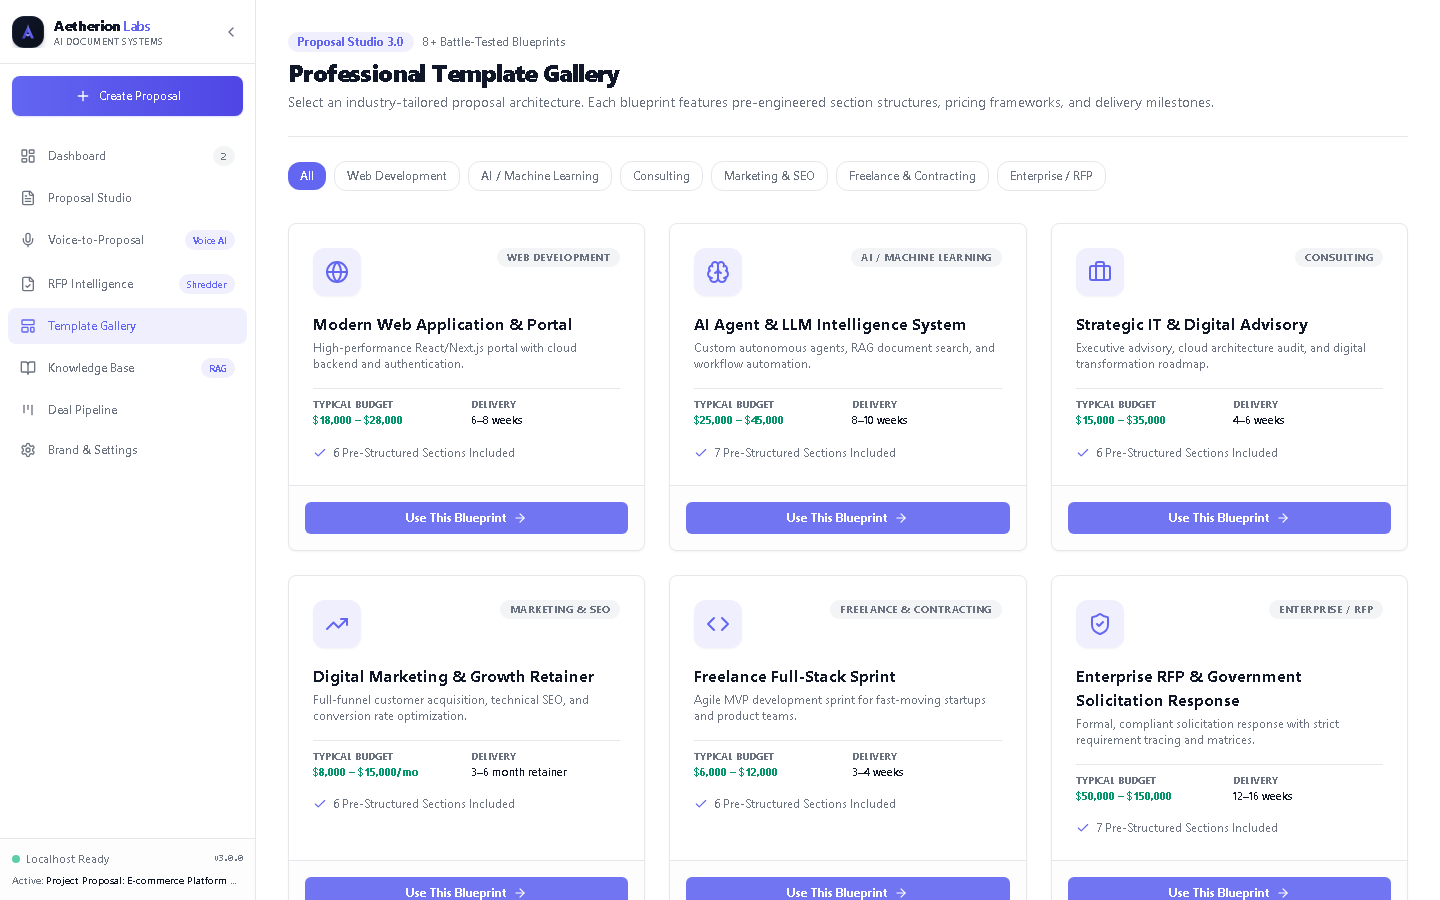 Aetherion Labs
AI DOCUMENT SYSTEMS
Create Proposal
Dashboard 2
Proposal Studio
Voice-to-Proposal Voice AI
RFP Intelligence Shredder
Template Gallery
Knowledge Base RAG
Deal Pipeline
Brand & Settings
Localhost Ready v3.0.0
Active: Project Proposal: E-commerce Platform ...
Proposal Studio 3.0 8+ Battle-Tested Blueprints
Professional Template Gallery
Select an industry-tailored proposal architecture. Each blueprint features pre-engineered section structures, pricing frameworks, and delivery milestones.
All Web Development AI / Machine Learning Consulting Marketing & SEO Freelance & Contracting Enterprise / RFP
WEB DEVELOPMENT
Modern Web Application & Portal
High-performance React/Next.js portal with cloud
backend and authentication.
TYPICAL BUDGET DELIVERY
$18,000 – $28,000 6–8 weeks
6 Pre-Structured Sections Included
Use This Blueprint
AI / MACHINE LEARNING
AI Agent & LLM Intelligence System
Custom autonomous agents, RAG document search, and
workflow automation.
TYPICAL BUDGET DELIVERY
$25,000 – $45,000 8–10 weeks
7 Pre-Structured Sections Included
Use This Blueprint
CONSULTING
Strategic IT & Digital Advisory
Executive advisory, cloud architecture audit, and digital
transformation roadmap.
TYPICAL BUDGET DELIVERY
$15,000 – $35,000 4–6 weeks
6 Pre-Structured Sections Included
Use This Blueprint
MARKETING & SEO
Digital Marketing & Growth Retainer
Full-funnel customer acquisition, technical SEO, and
conversion rate optimization.
TYPICAL BUDGET DELIVERY
$8,000 – $15,000/mo 3–6 month retainer
6 Pre-Structured Sections Included
Use This Blueprint
FREELANCE & CONTRACTING
Freelance Full-Stack Sprint
Agile MVP development sprint for fast-moving startups
and product teams.
TYPICAL BUDGET DELIVERY
$6,000 – $12,000 3–4 weeks
6 Pre-Structured Sections Included
Use This Blueprint
ENTERPRISE / RFP
Enterprise RFP & Government
Solicitation Response
Formal, compliant solicitation response with strict
requirement tracing and matrices.
TYPICAL BUDGET DELIVERY
$50,000 – $150,000 12–16 weeks
7 Pre-Structured Sections Included
Use This Blueprint